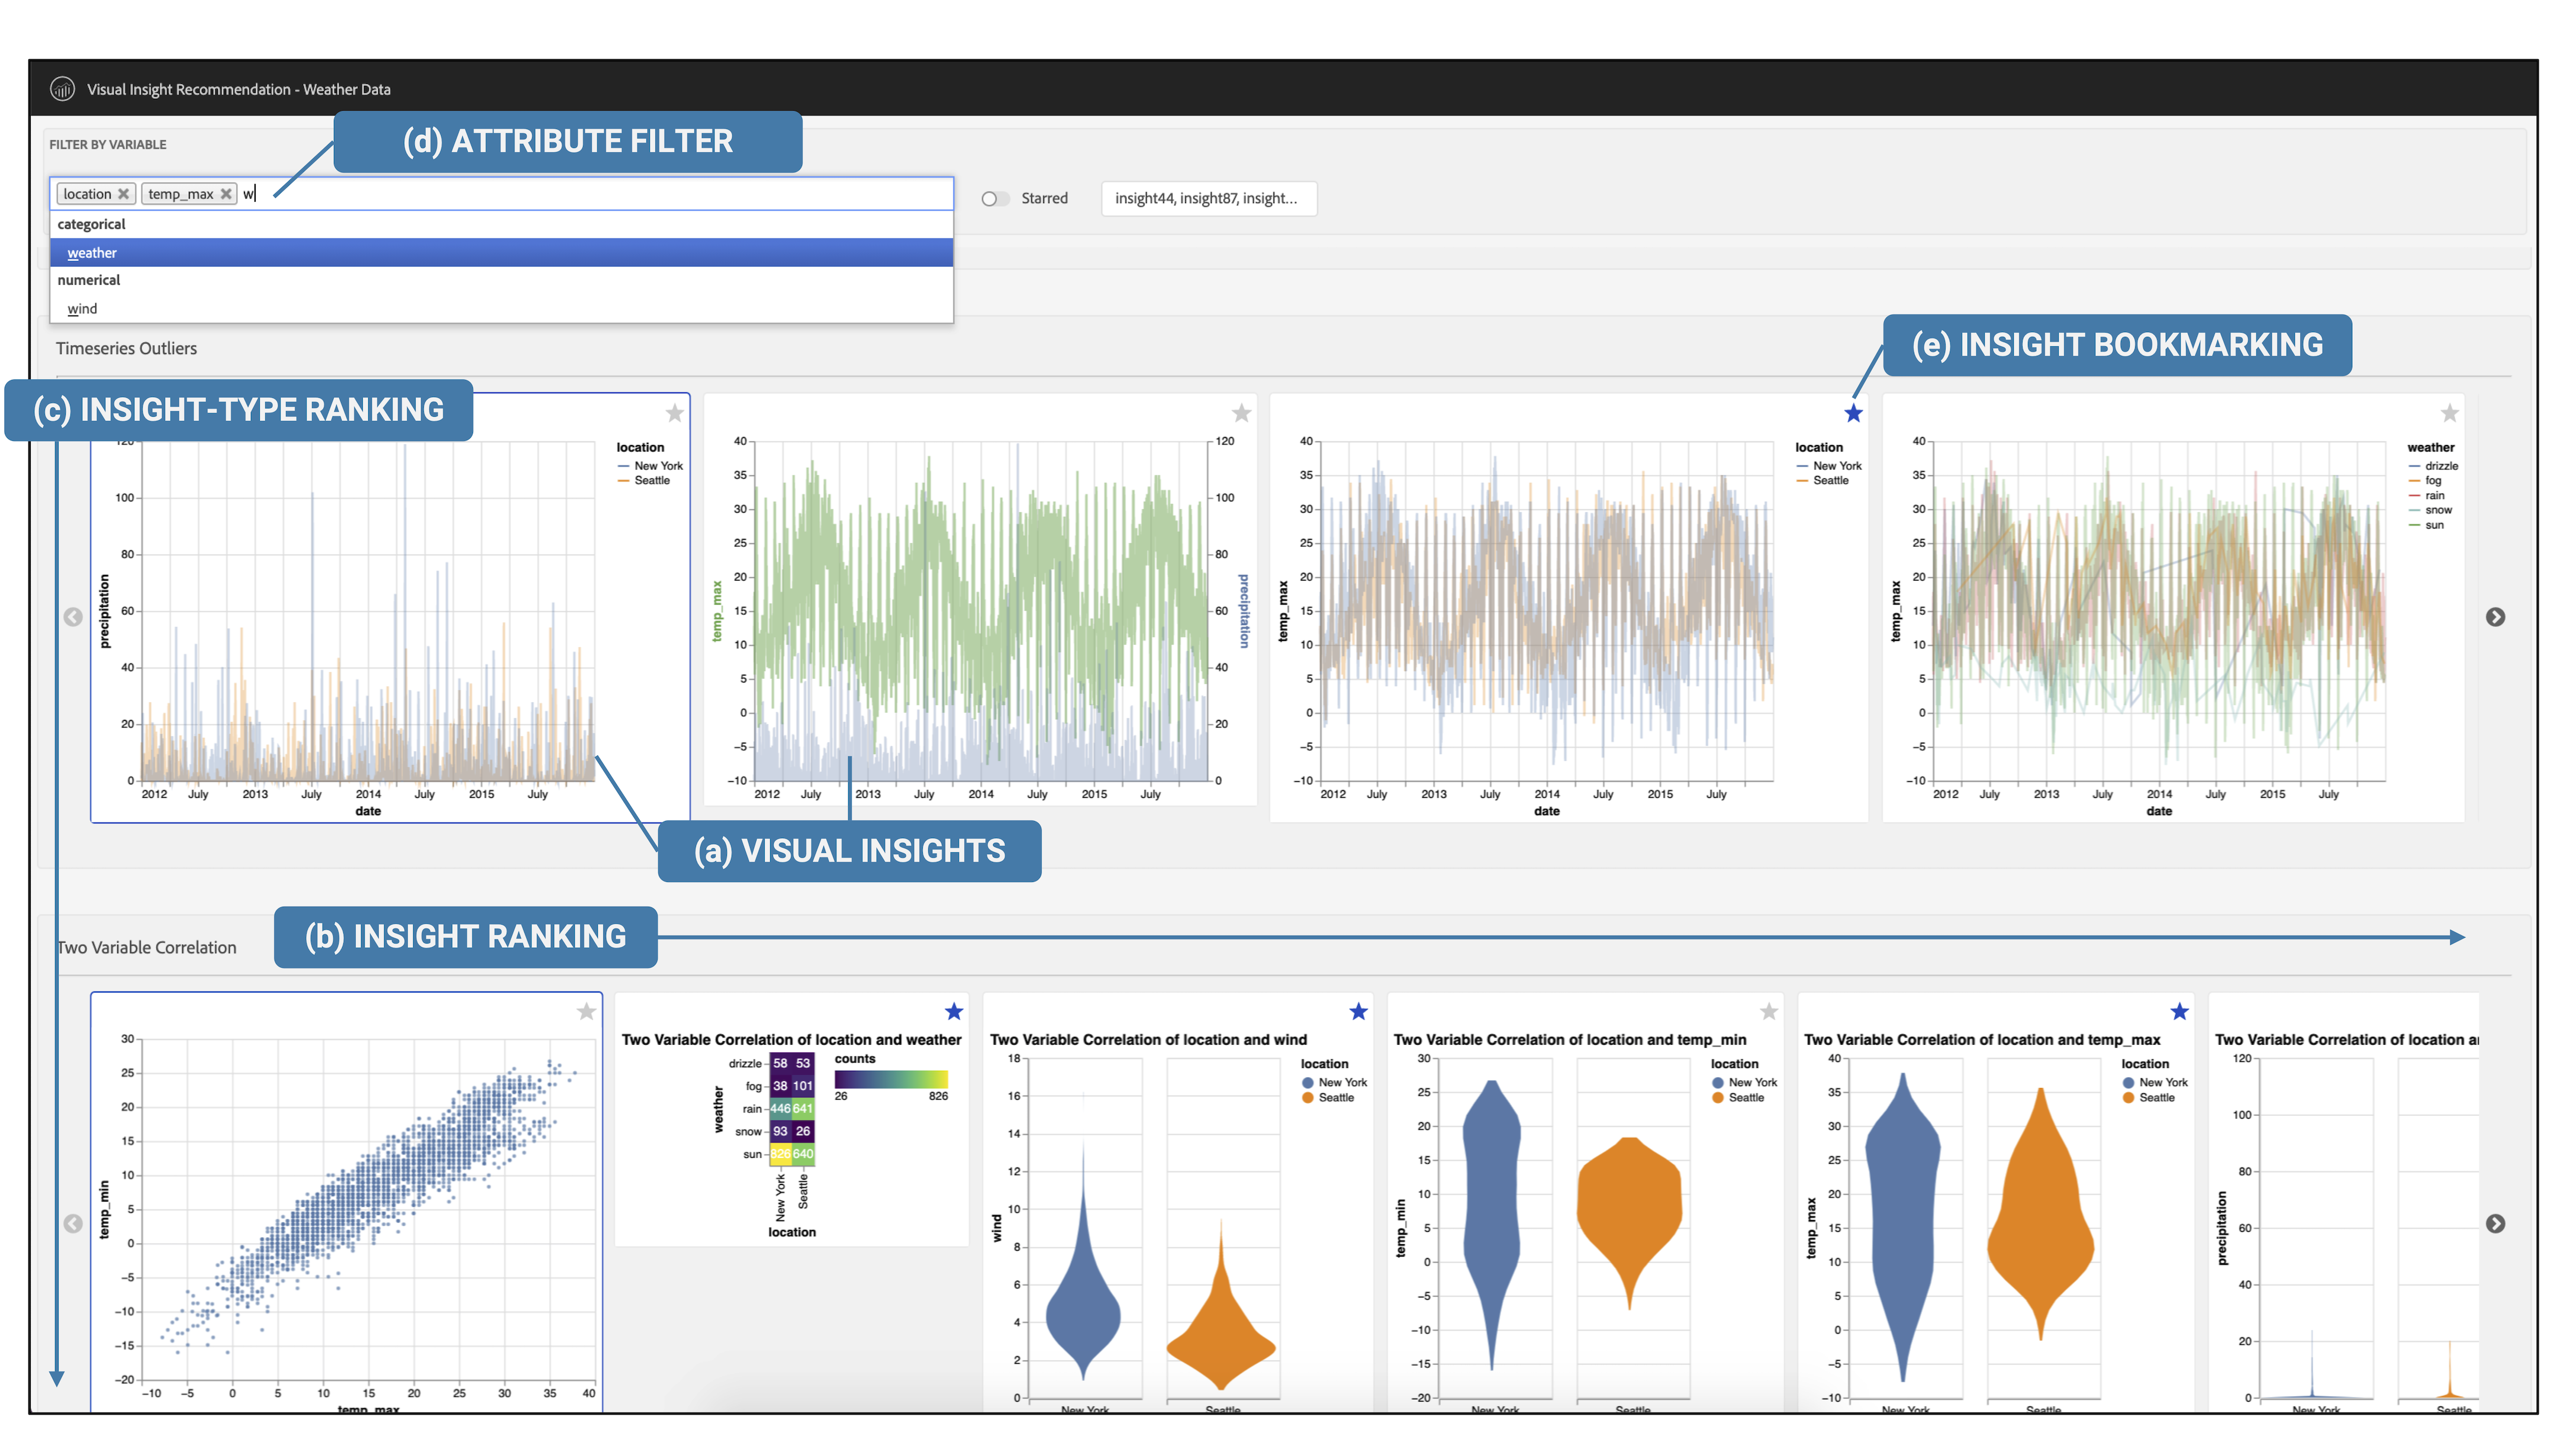 Visual Insight Recommendation - Weather Data
(d) ATTRIBUTE FILTER
FILTER BY VARIABLE
location temp_max w
Starred
insight44, insight87, insight...
categorical
weather
numerical
wind
Timeseries Outliers
(e) INSIGHT BOOKMARKING
(c) INSIGHT-TYPE RANKING
120
100
80
60
40
20
0
precipitation
2012 July 2013 July 2014 July 2015 July
date
location
New York
Seattle
40
35
30
25
20
15
10
5
0
−5
−10
temp_max
120
100
80
60
40
20
0
precipitation
2012 July 2013 July 2014 July 2015 July
40
35
30
25
20
15
10
5
0
−5
−10
temp_max
2012 July 2013 July 2014 July 2015 July
date
location
New York
Seattle
40
35
30
25
20
15
10
5
0
−5
−10
temp_max
2012 July 2013 July 2014 July 2015 July
date
weather
drizzle
fog
rain
snow
sun
(a) VISUAL INSIGHTS
(b) INSIGHT RANKING
Two Variable Correlation
30
25
20
15
10
5
0
−5
−10
−15
−20
temp_min
−10 −5 0 5 10 15 20 25 30 35 40
temp_max
Two Variable Correlation of location and weather
weather
drizzle 58 53
fog 38 101
rain 446 641
snow 93 26
sun 826 640
New York Seattle
location
counts
26 826
Two Variable Correlation of location and wind
18
16
14
12
10
8
6
4
2
0
wind
New York Seattle
location
New York
Seattle
Two Variable Correlation of location and temp_min
30
25
20
15
10
5
0
−5
−10
−15
−20
temp_min
New York Seattle
location
New York
Seattle
Two Variable Correlation of location and temp_max
40
35
30
25
20
15
10
5
0
−5
−10
temp_max
New York Seattle
location
New York
Seattle
Two Variable Correlation of location
120
100
80
60
40
20
0
precipitation
New York Seattle